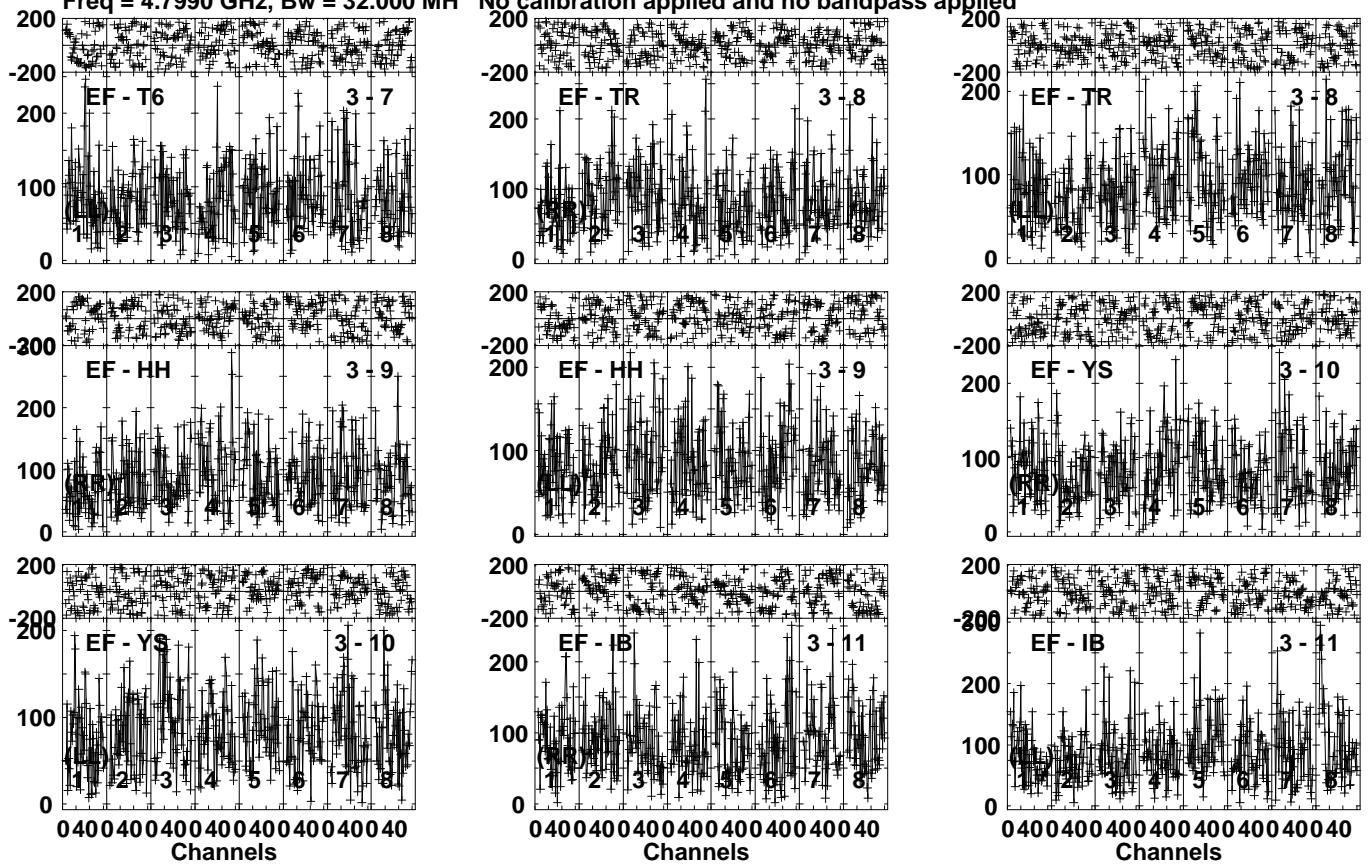 Freq = 4.7990 GHz, Bw = 32.000 MH No calibration applied and no bandpass applied
200 200 200
-200 -200
EF - T6 3 - 7 EF - TR 3 - 8 EF - TR 3 - 8
200 200 200
100 100 100
(RR) (LL)
1 2 3 4 5 6 7 8 1 2 3 4 5 6 7 8 1 2 3 4 5 6 7 8
0 0 0
200 200 200
-200 -200
300
EF - HH 3 - 9 EF - HH 3 - 9 EF - YS 3 - 10
200 200 200
100 100 100
(RR) (LL) (RR)
1 2 3 4 5 6 7 8 1 2 3 4 5 6 7 8 1 2 3 4 5 6 7 8
0 0 0
200 200 200
-200 -200 -200
200 300
EF - YS 3 - 10 EF - IB 3 - 11 EF - IB 3 - 11
200 200
100 100 100
(LL) (RR) (LL)
1 2 3 4 5 6 7 8 1 2 3 4 5 6 7 8 1 2 3 4 5 6 7 8
0 0 0
0 40 0 40 0 40 0 40 0 40 0 40 0 40 0 40 0 40 0 40 0 40 0 40 0 40 0 40 0 40 0 40 0 40 0 40 0 40 0 40 0 40 0 40 0 40 0 40
Channels Channels Channels